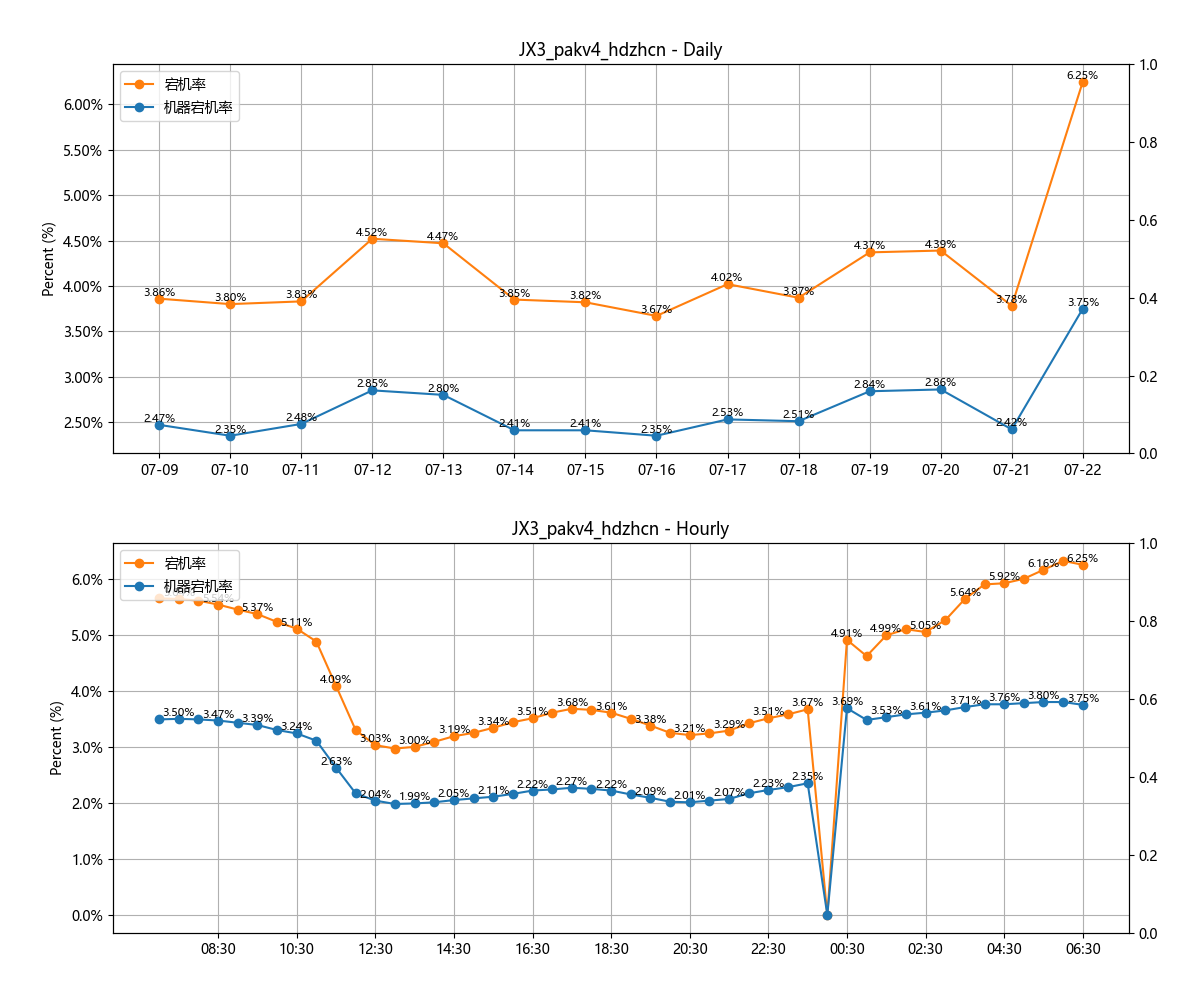 JX3_pakv4_hdzhcn - Daily
宕机率
机器宕机率
Percent (%)
6.00%
5.50%
5.00%
4.50%
4.00%
3.50%
3.00%
2.50%
1.0
0.8
0.6
0.4
0.2
0.0
3.86% 3.80% 3.83% 4.52% 4.47% 3.85% 3.82% 3.67% 4.02% 3.87% 4.37% 4.39% 3.78% 6.25%
2.47% 2.35% 2.48% 2.85% 2.80% 2.41% 2.41% 2.35% 2.53% 2.51% 2.84% 2.86% 2.42% 3.75%
07-09 07-10 07-11 07-12 07-13 07-14 07-15 07-16 07-17 07-18 07-19 07-20 07-21 07-22
JX3_pakv4_hdzhcn - Hourly
宕机率
机器宕机率
Percent (%)
6.0%
5.0%
4.0%
3.0%
2.0%
1.0%
0.0%
1.0
0.8
0.6
0.4
0.2
0.0
5.37% 5.11% 4.09% 3.03% 3.00% 3.19% 3.34% 3.51% 3.68% 3.61% 3.38% 3.21% 3.29% 3.51% 3.67% 4.91% 4.99% 5.05% 5.64% 5.92% 6.16% 6.25%
3.50% 3.47% 3.39% 3.24% 2.63% 2.04% 1.99% 2.05% 2.11% 2.22% 2.27% 2.22% 2.09% 2.01% 2.07% 2.23% 2.35% 3.69% 3.53% 3.61% 3.71% 3.76% 3.80% 3.75%
08:30 10:30 12:30 14:30 16:30 18:30 20:30 22:30 00:30 02:30 04:30 06:30